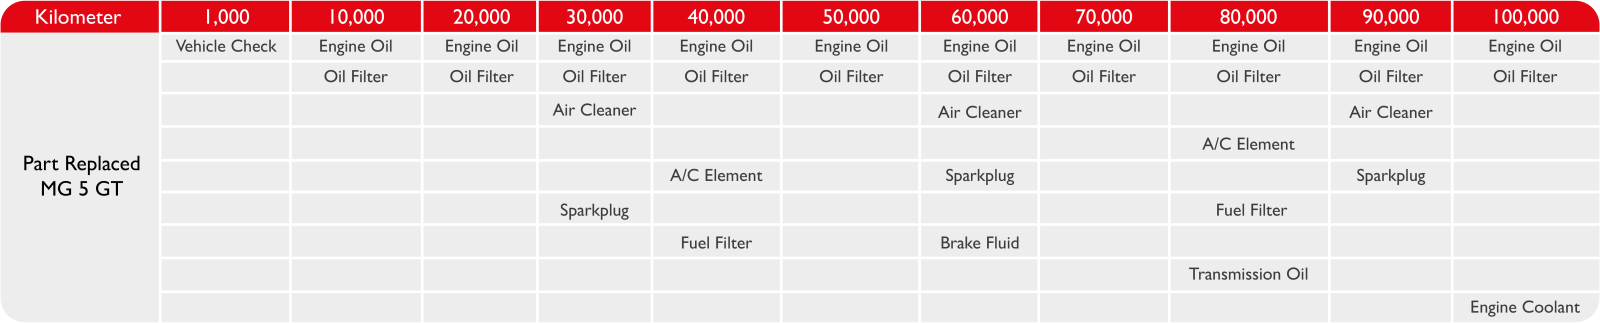 Kilometer 1,000 10,000 20,000 30,000 40,000 50,000 60,000 70,000 80,000 90,000 100,000
Vehicle Check Engine Oil Engine Oil Engine Oil Engine Oil Engine Oil Engine Oil Engine Oil Engine Oil Engine Oil Engine Oil
Oil Filter Oil Filter Oil Filter Oil Filter Oil Filter Oil Filter Oil Filter Oil Filter Oil Filter Oil Filter
Air Cleaner Air Cleaner Air Cleaner
A/C Element
Part Replaced
MG 5 GT
A/C Element Sparkplug Sparkplug
Sparkplug Fuel Filter
Fuel Filter Brake Fluid
Transmission Oil
Engine Coolant